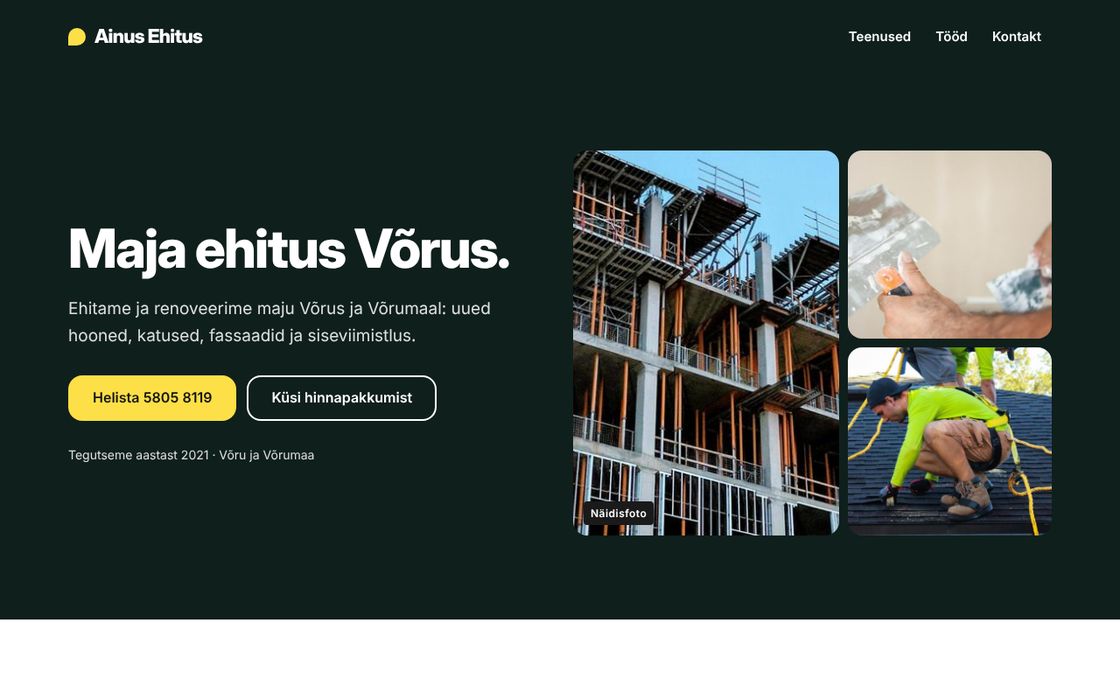 Ainus Ehitus
Teenused
Tööd
Kontakt
Maja ehitus Võrus.
Ehitame ja renoveerime maju Võrus ja Võrumaal: uued
hooned, katused, fassaadid ja siseviimistlus.
Helista 5805 8119
Küsi hinnapakkumist
Tegutseme aastast 2021 · Võru ja Võrumaa
Näidisfoto